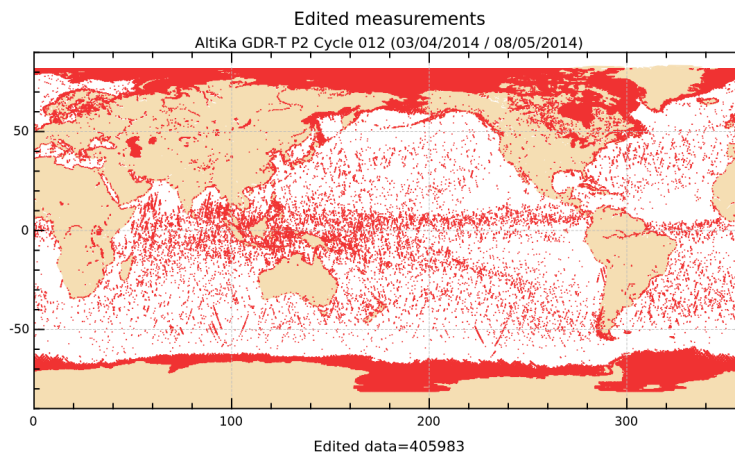 Edited measurements
AltiKa GDR-T P2 Cycle 012 (03/04/2014 / 08/05/2014)
50
0
-50
0 100 200 300
Edited data=405983